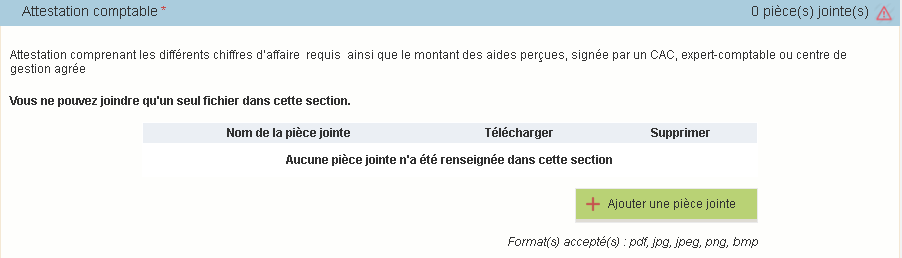 Attestation comptable *
0 pièce(s) jointe(s)
Attestation comprenant les différents chiffres d'affaire requis ainsi que le montant des aides perçues, signée par un CAC, expert-comptable ou centre de
gestion agrée
Vous ne pouvez joindre qu'un seul fichier dans cette section.
Nom de la pièce jointe Télécharger Supprimer
Aucune pièce jointe n'a été renseignée dans cette section
Ajouter une pièce jointe
Format(s) accepté(s) : pdf, jpg, jpeg, png, bmp